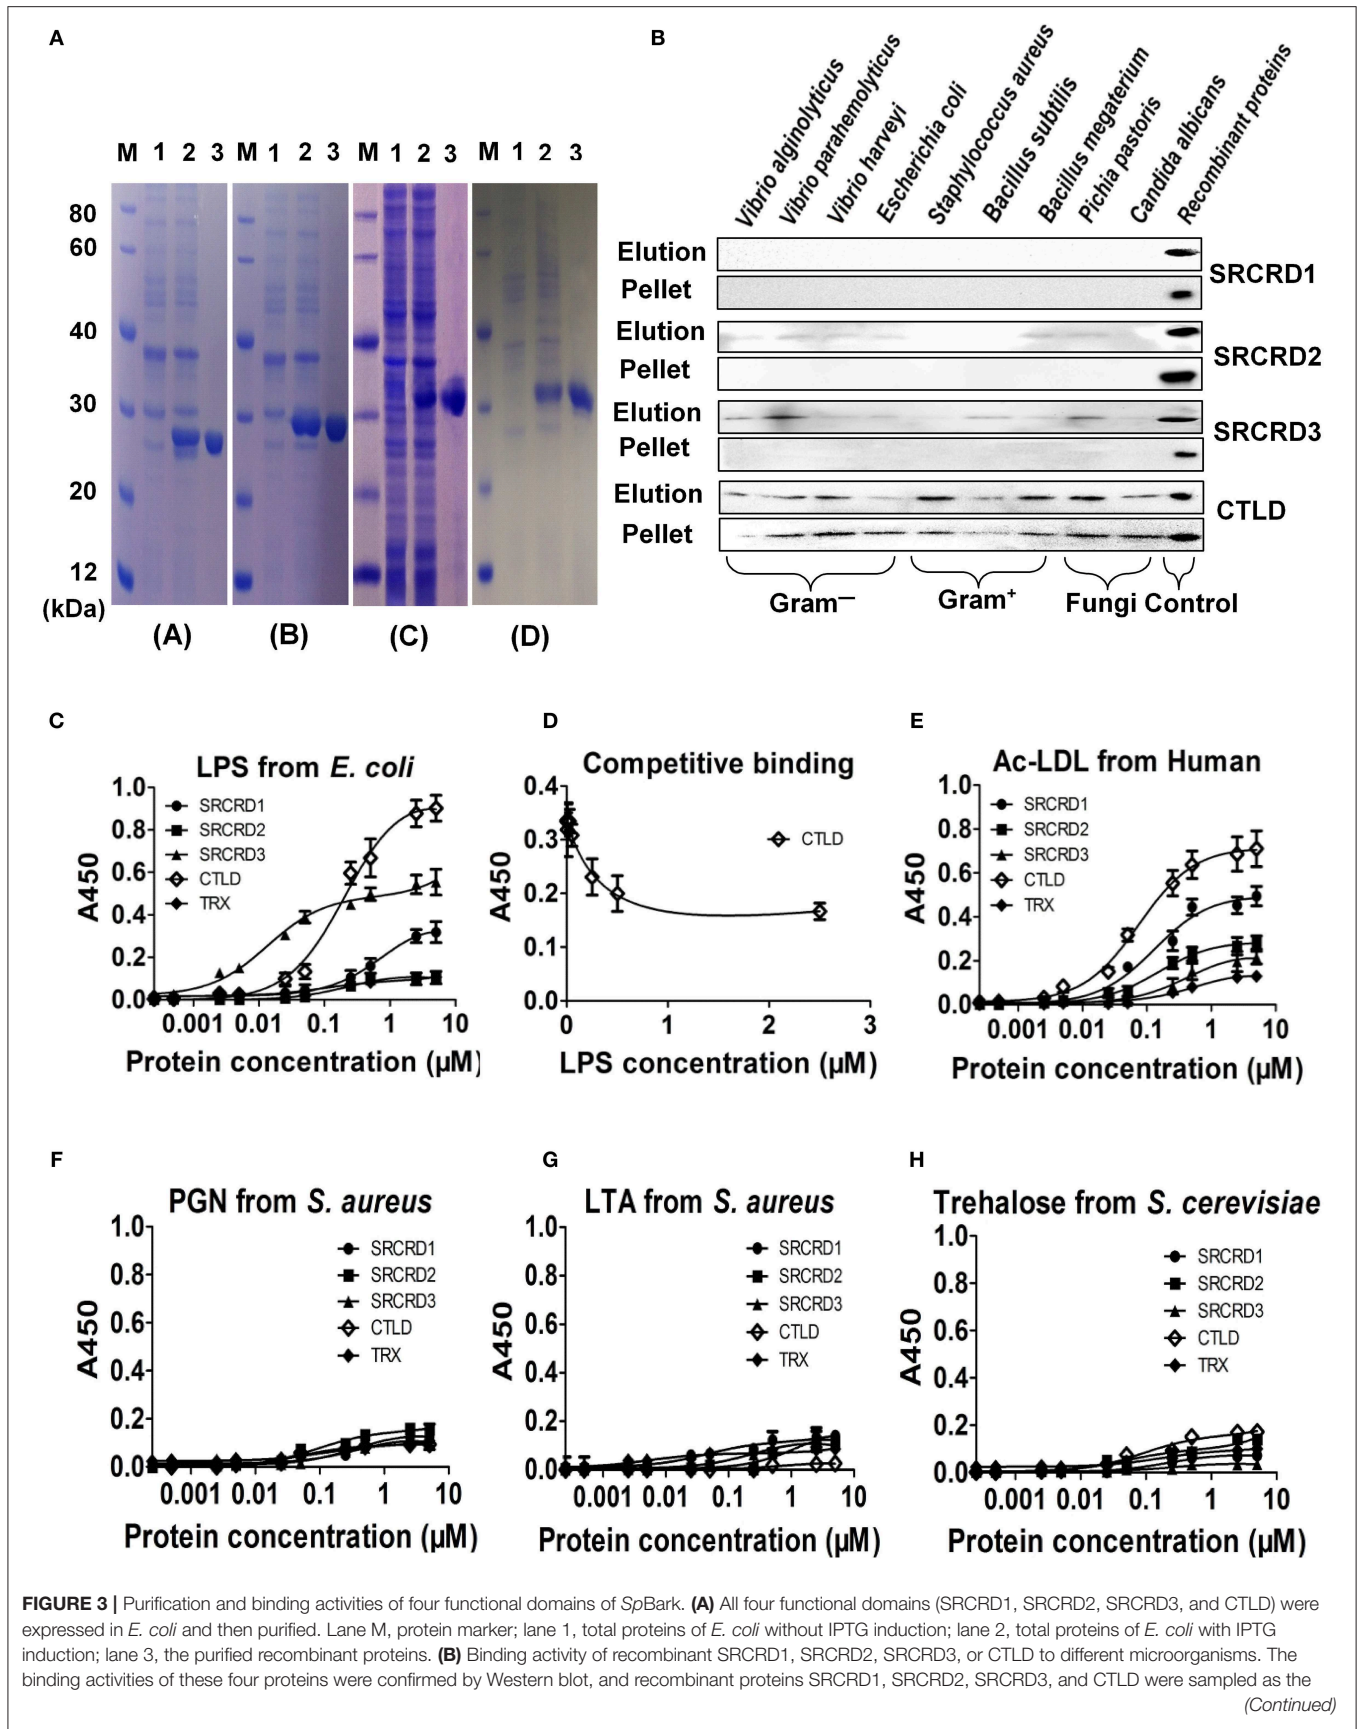 A
M 1 2 3 M 1 2 3 M 1 2 3 M 1 2 3
80
60
40
30
20
12
(kDa)
(A) (B) (C) (D)
B
Vibrio alginolyticus
Vibrio parahemolyticus
Vibrio harveyi
Escherichia coli
Staphylococcus aureus
Bacillus subtilis
Bacillus megaterium
Pichia pastoris
Candida albicans
Recombinant proteins
Elution
Pellet
SRCRD1
Elution
Pellet
SRCRD2
Elution
Pellet
SRCRD3
Elution
Pellet
CTLD
Gram— Gram+ Fungi Control
C
LPS from E. coli
SRCRD1
SRCRD2
SRCRD3
CTLD
TRX
A450
1.0
0.8
0.6
0.4
0.2
0.0
0.001 0.01 0.1 1 10
Protein concentration (µM)
D
Competitive binding
CTLD
A450
0.4
0.3
0.2
0.1
0.0
0 1 2 3
LPS concentration (µM)
E
Ac-LDL from Human
SRCRD1
SRCRD2
SRCRD3
CTLD
TRX
A450
1.0
0.8
0.6
0.4
0.2
0.0
0.001 0.01 0.1 1 10
Protein concentration (µM)
F
PGN from S. aureus
SRCRD1
SRCRD2
SRCRD3
CTLD
TRX
A450
1.0
0.8
0.6
0.4
0.2
0.0
0.001 0.01 0.1 1 10
Protein concentration (µM)
G
LTA from S. aureus
SRCRD1
SRCRD2
SRCRD3
CTLD
TRX
A450
1.0
0.8
0.6
0.4
0.2
0.0
0.001 0.01 0.1 1 10
Protein concentration (µM)
H
Trehalose from S. cerevisiae
SRCRD1
SRCRD2
SRCRD3
CTLD
TRX
A450
1.0
0.8
0.6
0.4
0.2
0.0
0.001 0.01 0.1 1 10
Protein concentration (µM)
FIGURE 3 | Purification and binding activities of four functional domains of SpBark. (A) All four functional domains (SRCRD1, SRCRD2, SRCRD3, and CTLD) were
expressed in E. coli and then purified. Lane M, protein marker; lane 1, total proteins of E. coli without IPTG induction; lane 2, total proteins of E. coli with IPTG
induction; lane 3, the purified recombinant proteins. (B) Binding activity of recombinant SRCRD1, SRCRD2, SRCRD3, or CTLD to different microorganisms. The
binding activities of these four proteins were confirmed by Western blot, and recombinant proteins SRCRD1, SRCRD2, SRCRD3, and CTLD were sampled as the
(Continued)